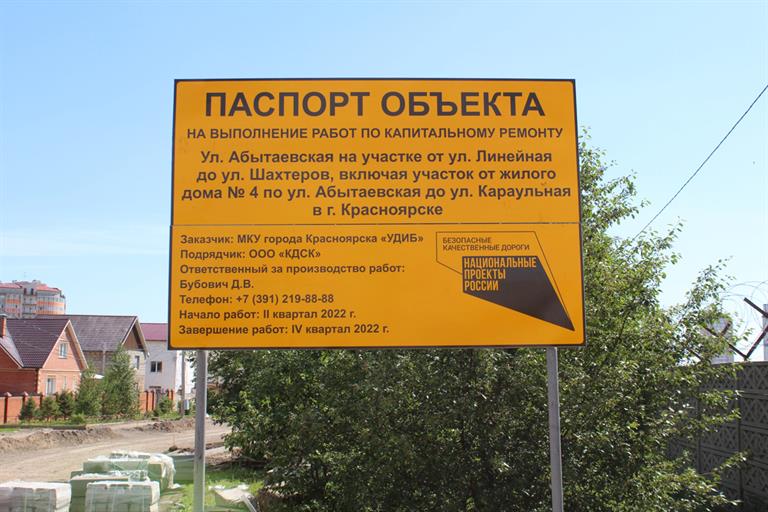 ПАСПОРТ ОБЪЕКТА
НА ВЫПОЛНЕНИЕ РАБОТ ПО КАПИТАЛЬНОМУ РЕМОНТУ
Ул. Абытаевская на участке от ул. Линейная
до ул. Шахтеров, включая участок от жилого
дома № 4 по ул. Абытаевская до ул. Караульная
в г. Красноярске
Заказчик: МКУ города Красноярска «УДИБ»
Подрядчик: ООО «КДСК»
Ответственный за производство работ:
Бубович Д.В.
Телефон: +7 (391) 219-88-88
Начало работ: II квартал 2022 г.
Завершение работ: IV квартал 2022 г.
БЕЗОПАСНЫЕ
КАЧЕСТВЕННЫЕ ДОРОГИ
НАЦИОНАЛЬНЫЕ
ПРОЕКТЫ
РОССИИ